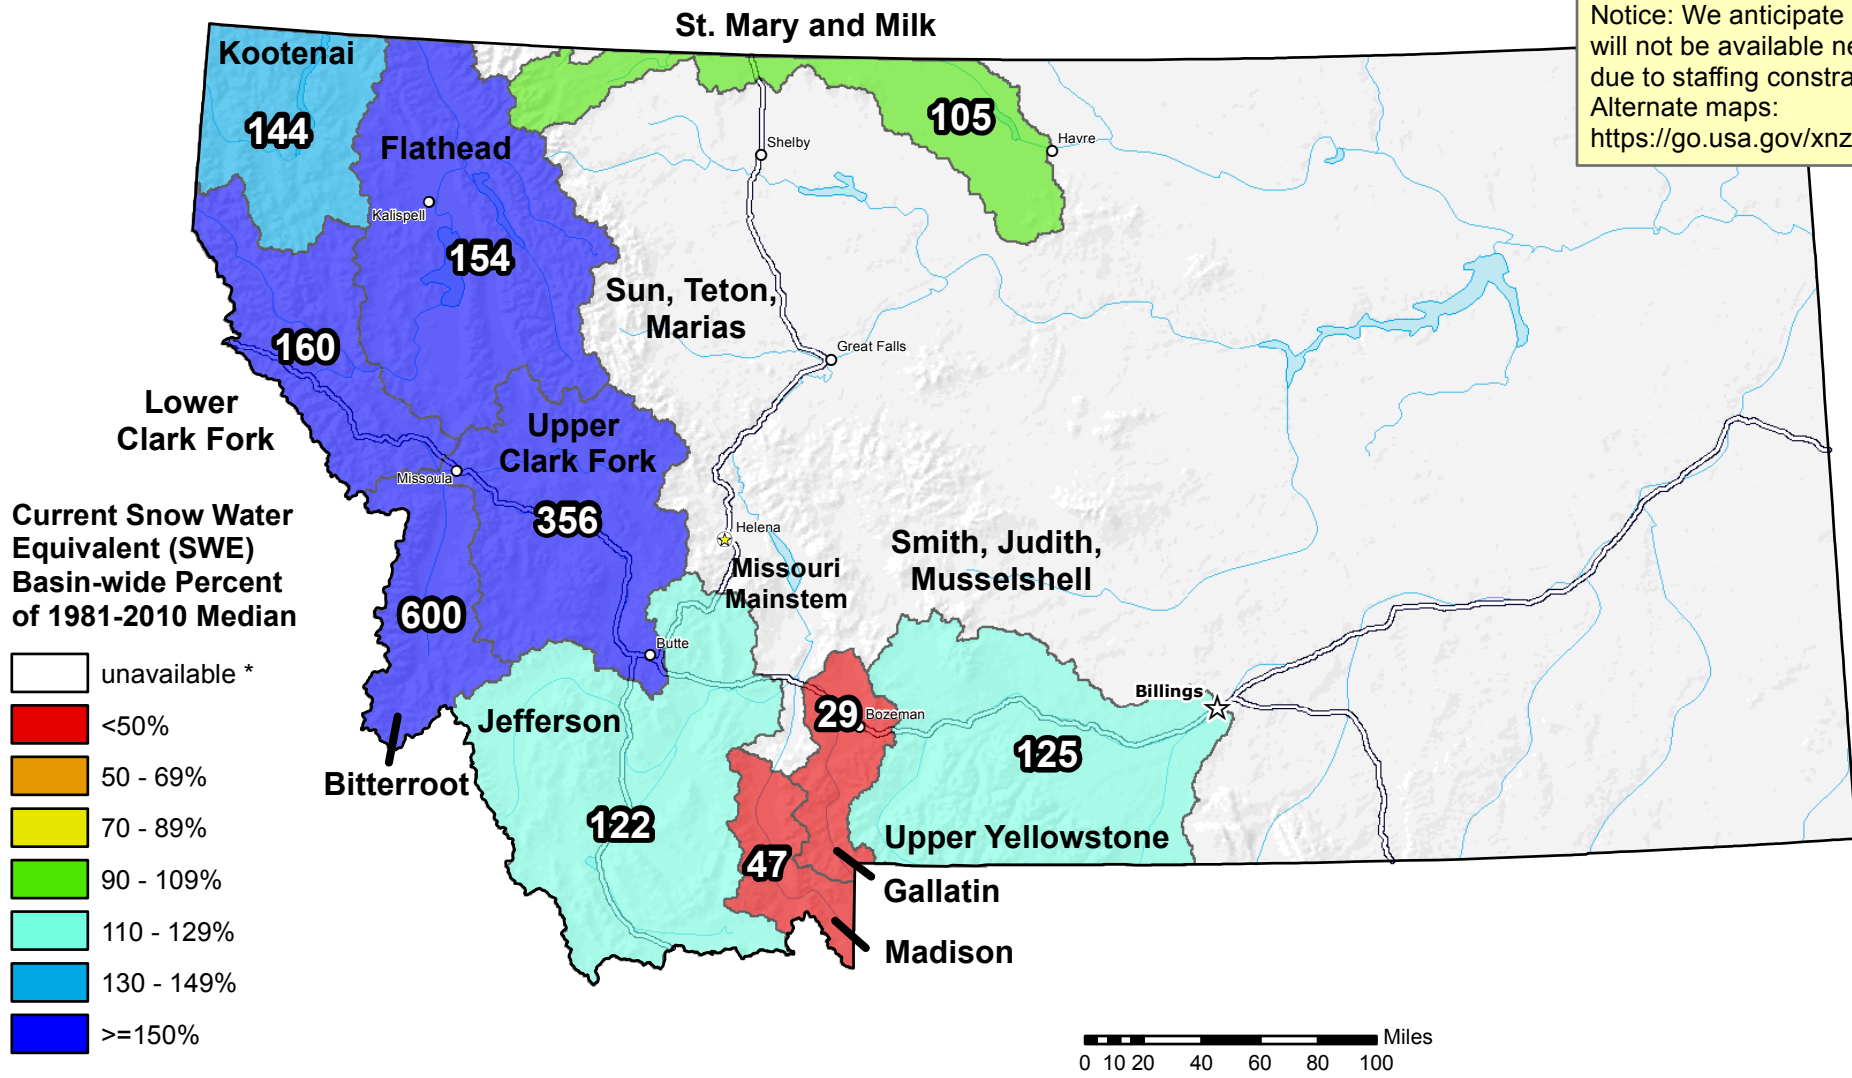 St. Mary and Milk
Notice: We anticipate
will not be available ne
due to staffing constra
Alternate maps:
https://go.usa.gov/xnz
Kootenai
144
Flathead
105
Shelby
Havre
Kalispell
154
Sun, Teton,
Marias
160
Great Falls
Lower
Clark Fork
Upper
Clark Fork
Missoula
356
Helena
Missouri
Mainstem
Smith, Judith,
Musselshell
600
Butte
Billings
Jefferson
29
Bozeman
125
Bitterroot
122
47
Upper Yellowstone
Gallatin
Madison
Current Snow Water
Equivalent (SWE)
Basin-wide Percent
of 1981-2010 Median
unavailable *
<50%
50 - 69%
70 - 89%
90 - 109%
110 - 129%
130 - 149%
>=150%
Miles
0 10 20 40 60 80 100